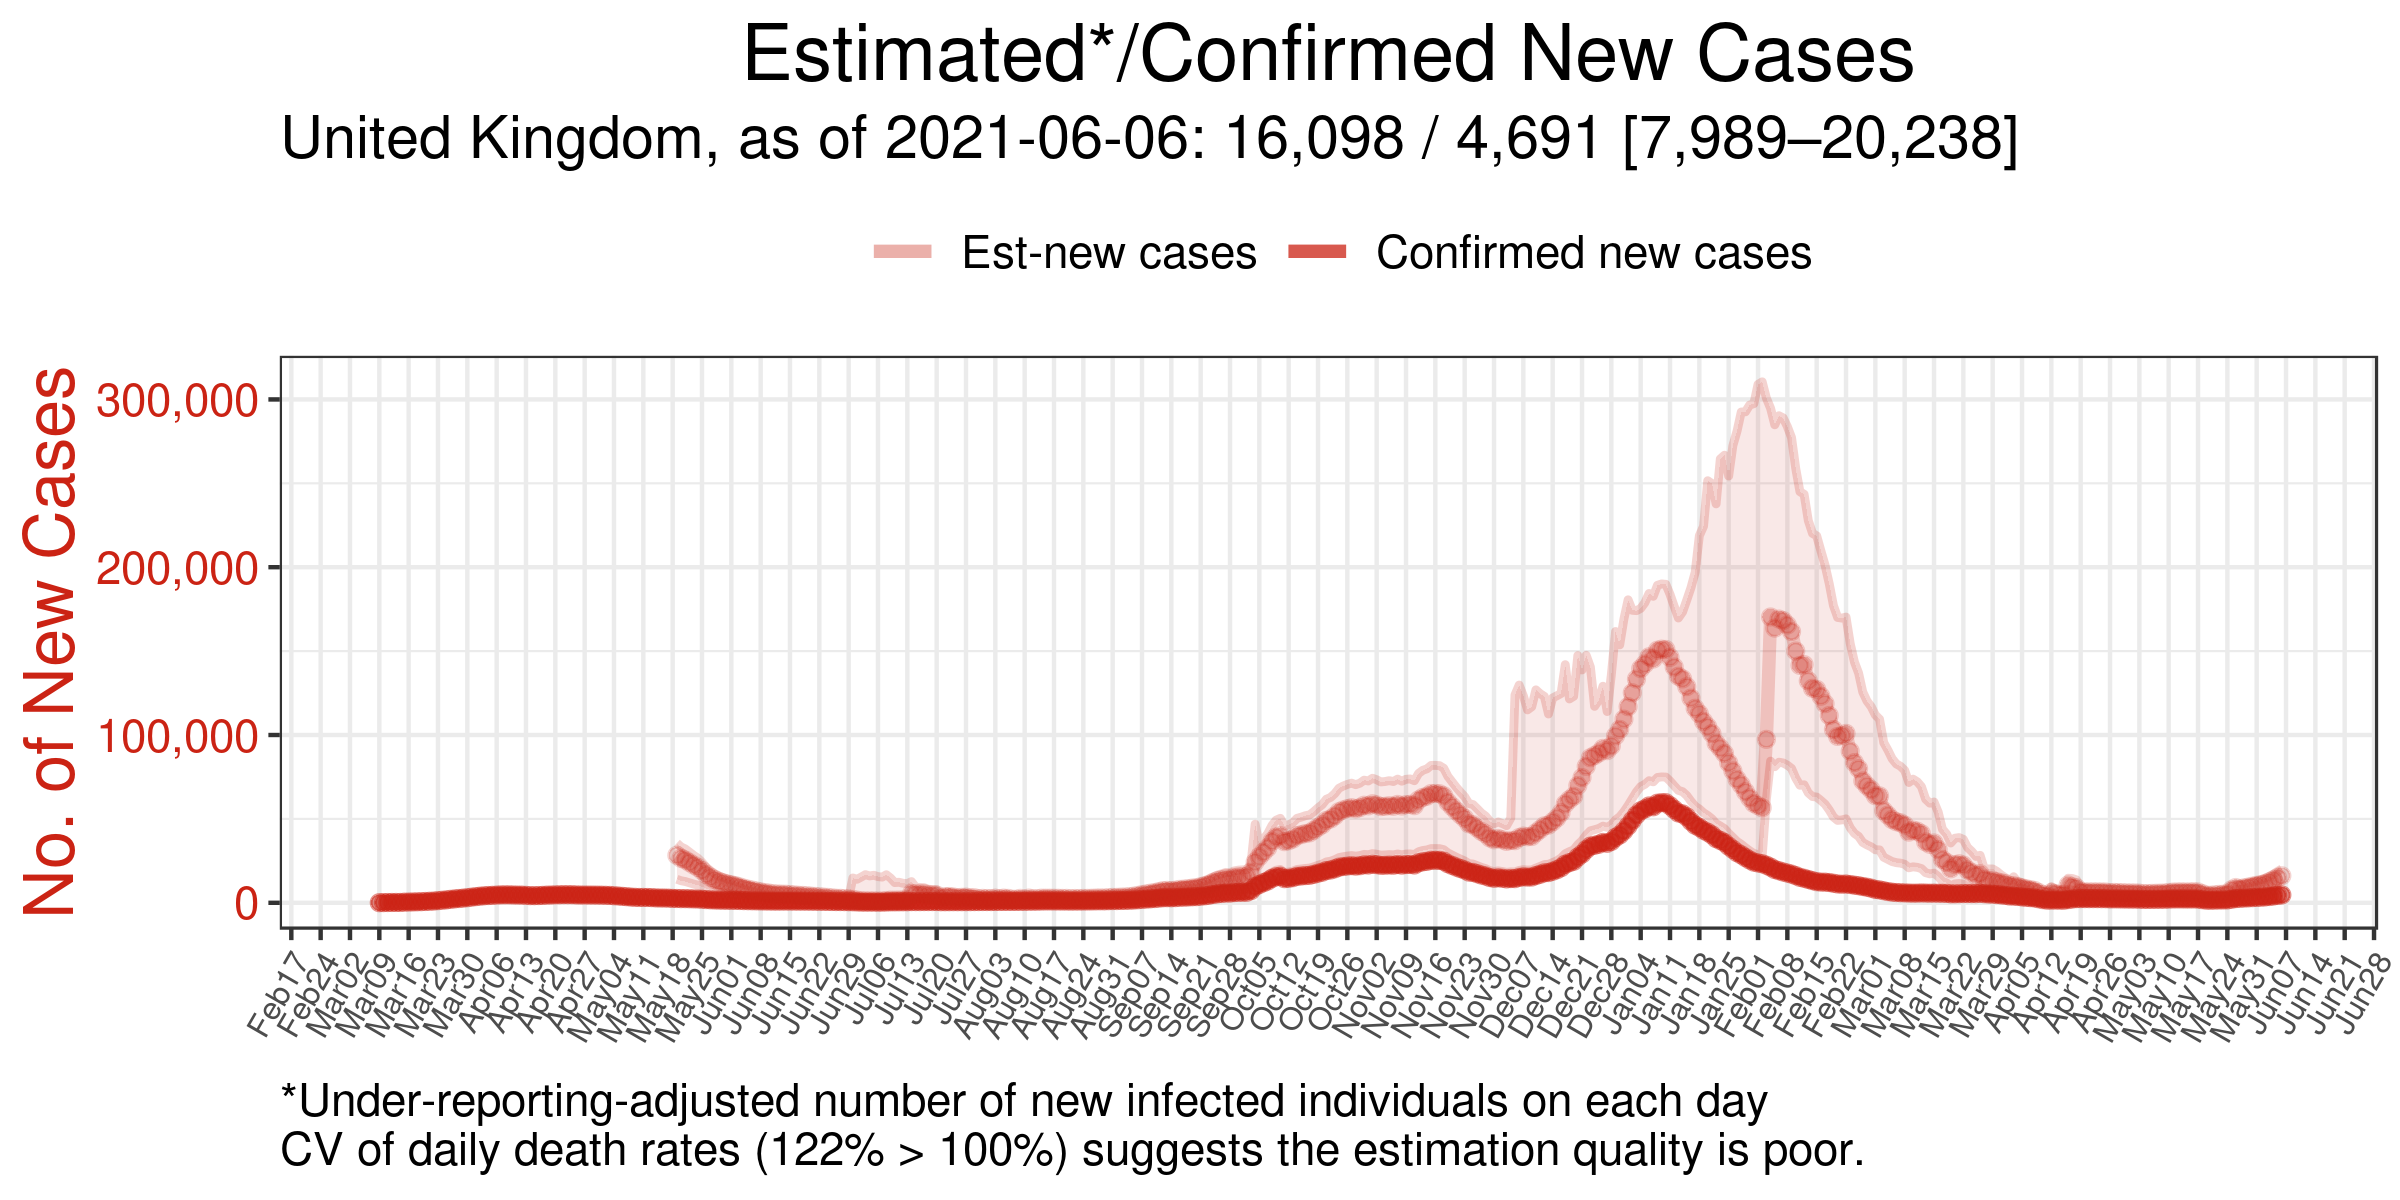 Estimated*/Confirmed New Cases
United Kingdom, as of 2021-06-06: 16,098 / 4,691 [7,989–20,238]
Est-new cases
Confirmed new cases
No. of New Cases
300,000
200,000
100,000
0
Feb17
Feb24
Mar02
Mar09
Mar16
Mar23
Mar30
Apr06
Apr13
Apr20
Apr27
May04
May11
May18
May25
Jun01
Jun08
Jun15
Jun22
Jun29
Jul06
Jul13
Jul20
Jul27
Aug03
Aug10
Aug17
Aug24
Aug31
Sep07
Sep14
Sep21
Sep28
Oct05
Oct12
Oct19
Oct26
Nov02
Nov09
Nov16
Nov23
Nov30
Dec07
Dec14
Dec21
Dec28
Jan04
Jan11
Jan18
Jan25
Feb01
Feb08
Feb15
Feb22
Mar01
Mar08
Mar15
Mar22
Mar29
Apr05
Apr12
Apr19
Apr26
May03
May10
May17
May24
May31
Jun07
Jun14
Jun21
Jun28
*Under-reporting-adjusted number of new infected individuals on each day
CV of daily death rates (122% > 100%) suggests the estimation quality is poor.